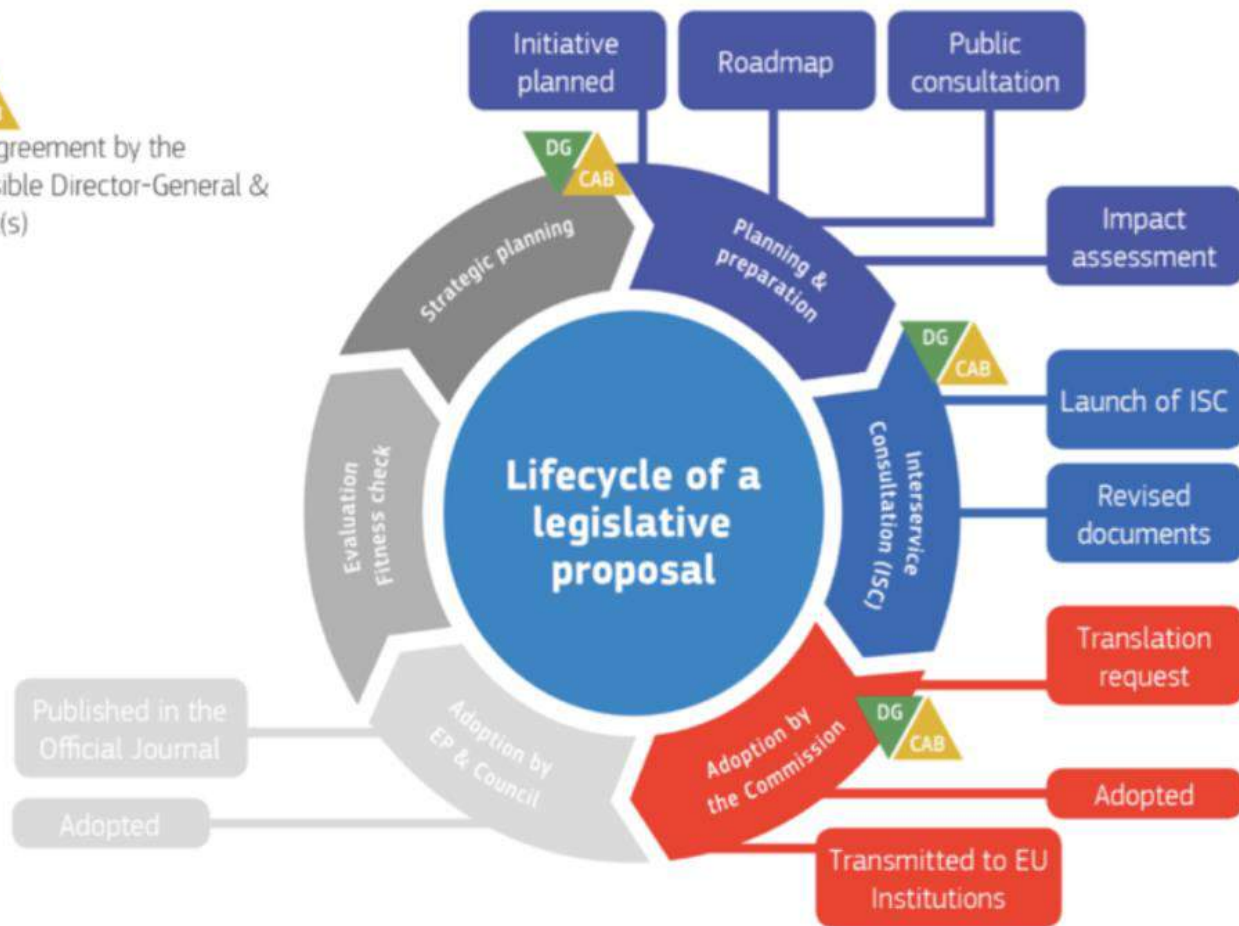 greement by the
sible Director-General &
(s)
Initiative
planned
Roadmap
Public
consultation
DG
CAB
Impact
assessment
Strategic planning
Planning &
preparation
DG
CAB
Launch of ISC
Interservice
Consultation (ISC)
Revised
documents
Lifecycle of a
legislative
proposal
Evaluation
Fitness check
Translation
request
DG
CAB
Adoption by
the Commission
Adopted
Transmitted to EU
Institutions
Adoption by
EP & Council
Published in the
Official Journal
Adopted